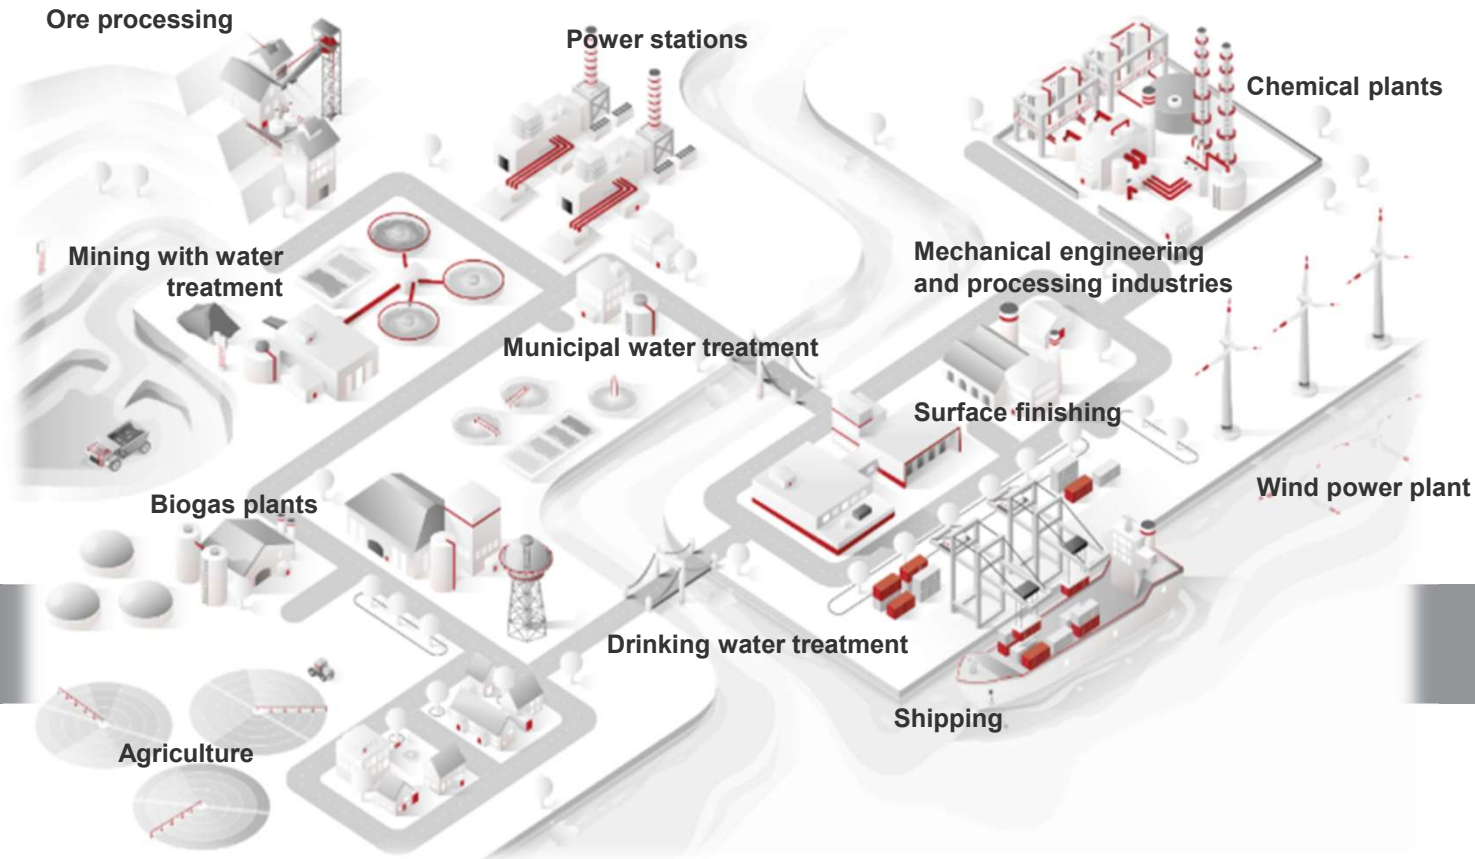 Ore processing
Power stations
Chemical plants
Mining with water
treatment
Mechanical engineering
and processing industries
Municipal water treatment
Surface finishing
Wind power plant
Biogas plants
Drinking water treatment
Shipping
Agriculture